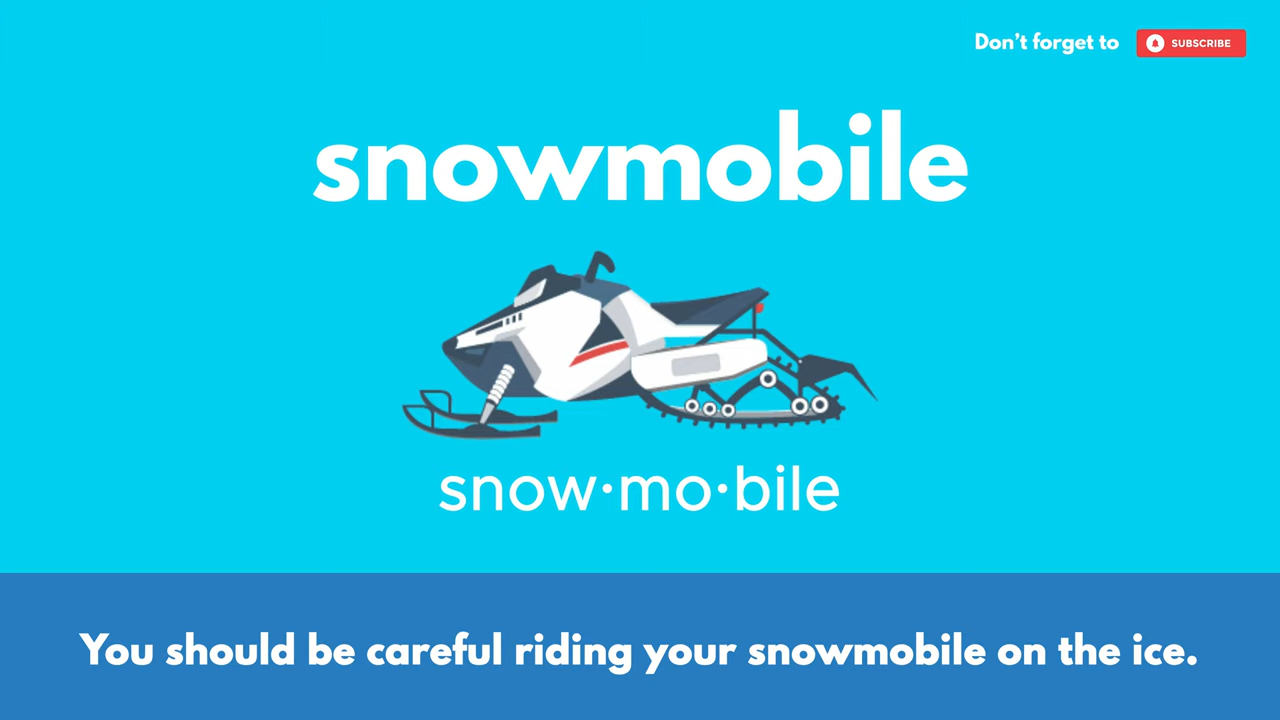 Don't forget to SUBSCRIBE
snowmobile
snow·mo·bile
You should be careful riding your snowmobile on the ice.